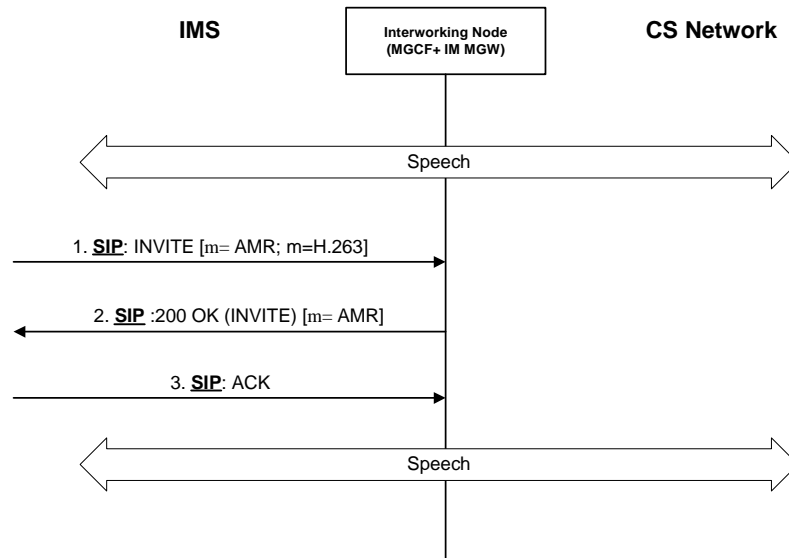 IMS
Interworking Node
(MGCF+ IM MGW)
CS Network
Speech
1. SIP: INVITE [m= AMR; m=H.263]
2. SIP :200 OK (INVITE) [m= AMR]
3. SIP: ACK
Speech